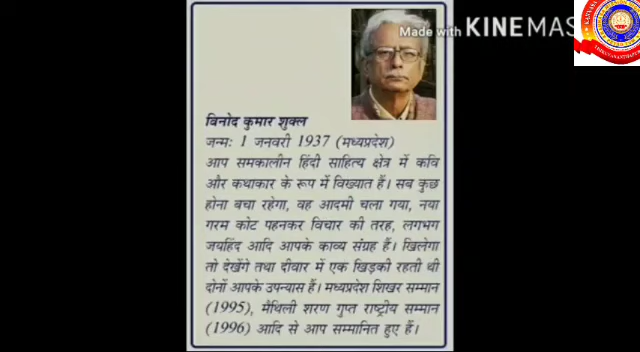 Made with KINEMAS
विनोद कुमार शुक्ल
जन्मः 1 जनवरी 1937 (मध्यप्रदेश)
आप समकालीन हिंदी साहित्य क्षेत्र में कवि
और कथाकार के रूप में विख्यात हैं। सब कुछ
होना बचा रहेगा, वह आदमी चला गया, नया
गरम कोट पहनकर विचार की तरह, लगभग
जयहिंद आदि आपके काव्य संग्रह हैं। खिलेगा
तो देखेंगे तथा दीवार में एक खिड़की रहती थी
दोनों आपके उपन्यास हैं। मध्यप्रदेश शिखर सम्मान
(1995), मैथिली शरण गुप्त राष्ट्रीय सम्मान
(1996) आदि से आप सम्मानित हुए हैं।